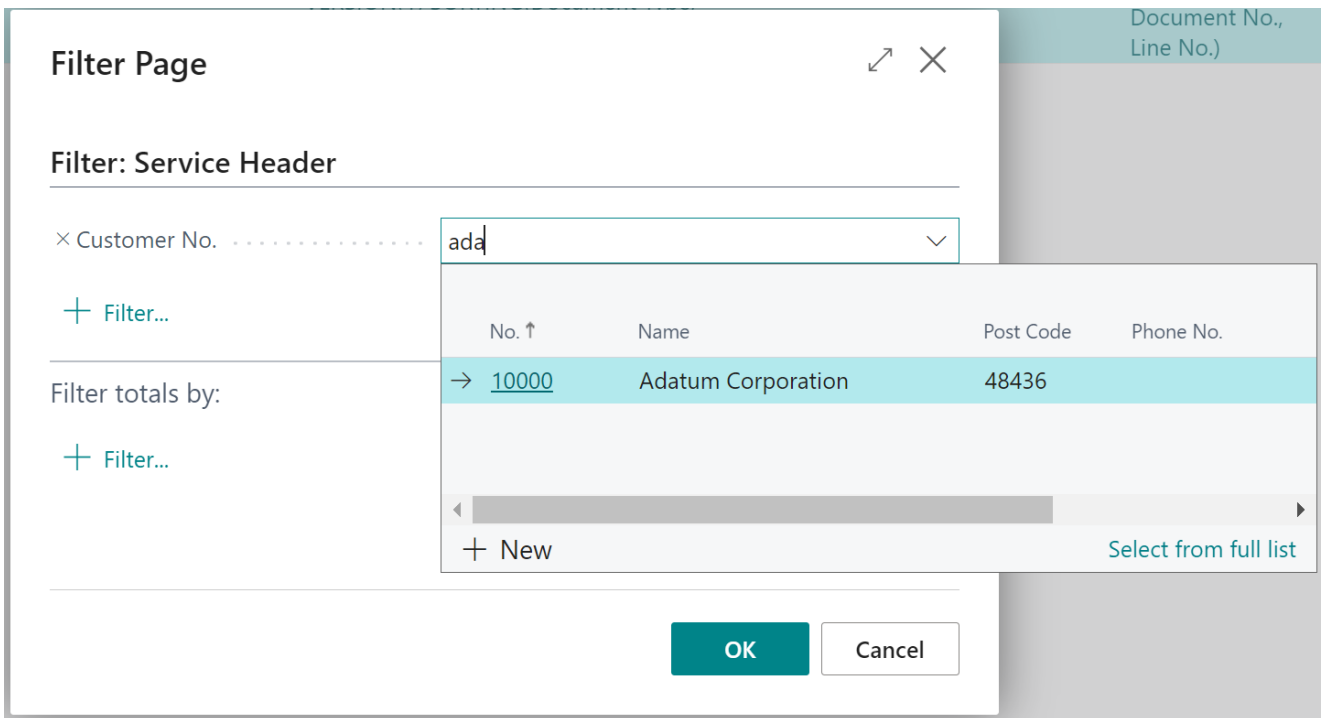 Document No.,
Line No.)
Filter Page
Filter: Service Header
× Customer No. ada
+ Filter...
No. ↑ Name Post Code Phone No.
→ 10000 Adatum Corporation 48436
Filter totals by:
+ Filter...
+ New Select from full list
OK Cancel